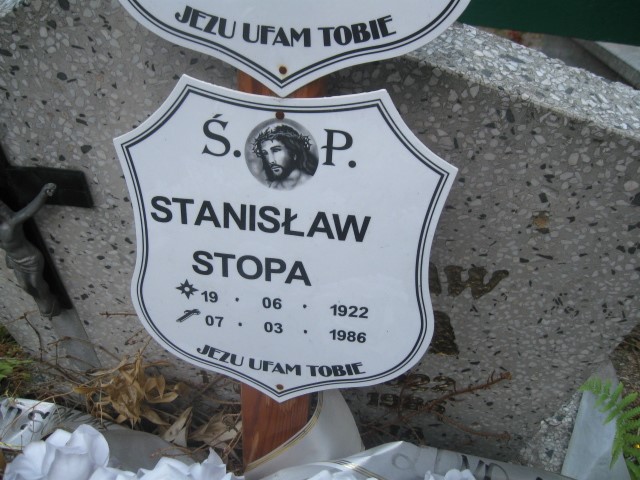 JEZU UFAM TOBIE
Ś. P.
STANISŁAW
STOPA
19 · 06 · 1922
07 · 03 · 1986
JEZU UFAM TOBIE